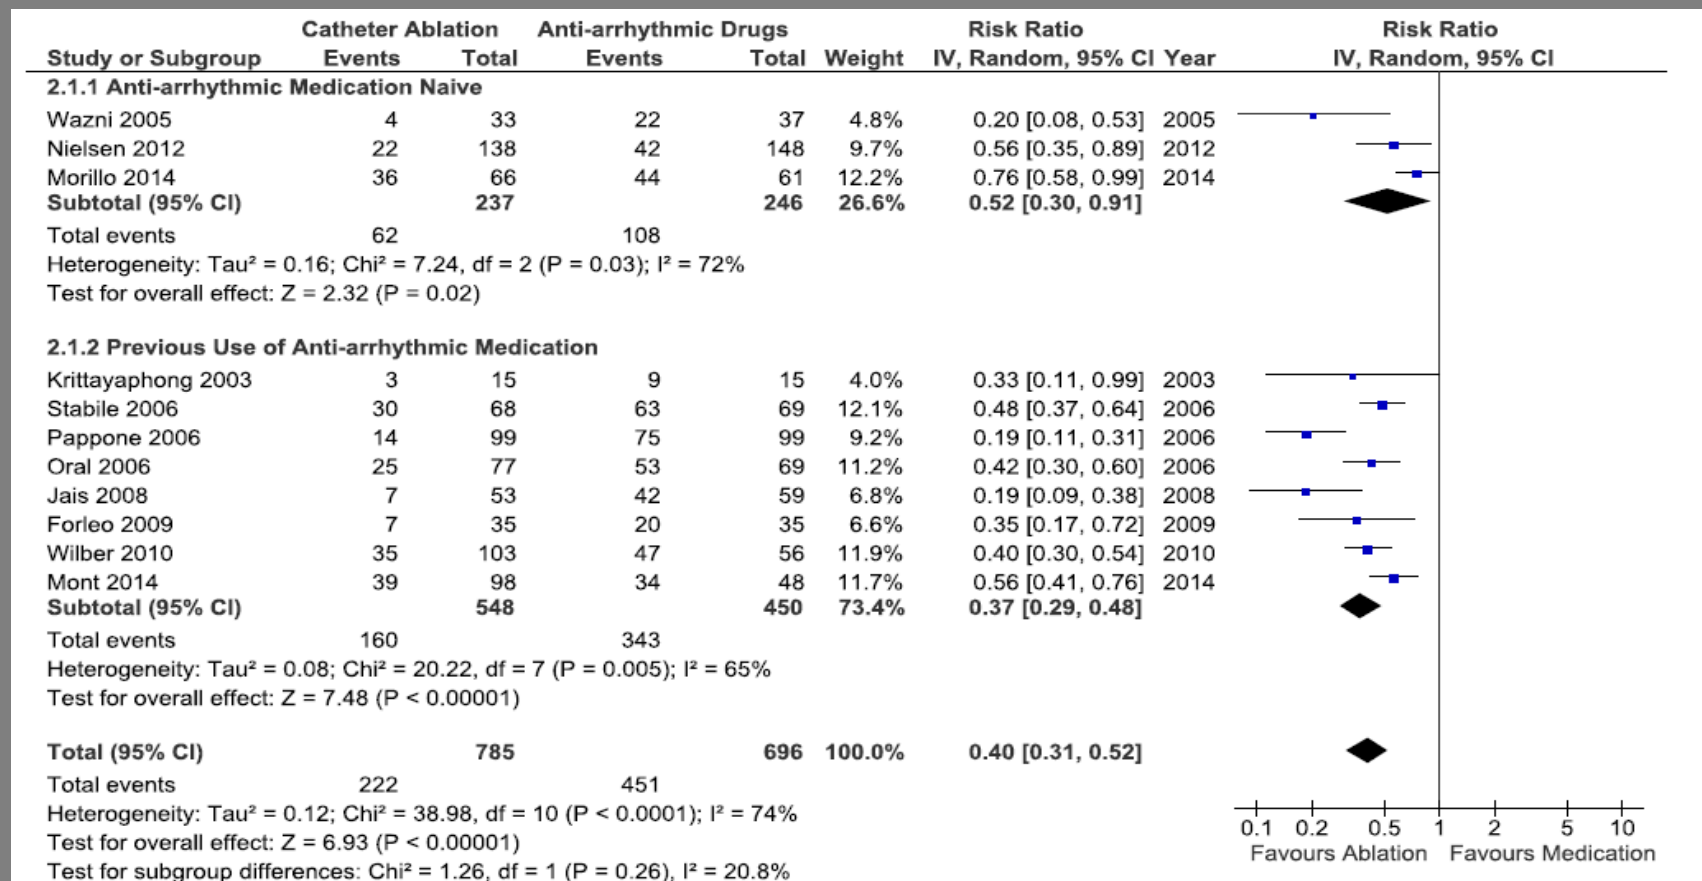 Catheter Ablation Anti-arrhythmic Drugs Risk Ratio Risk Ratio
Study or Subgroup Events Total Events Total Weight IV, Random, 95% CI Year IV, Random, 95% CI
2.1.1 Anti-arrhythmic Medication Naive
Wazni 2005 4 33 22 37 4.8% 0.20 [0.08, 0.53] 2005
Nielsen 2012 22 138 42 148 9.7% 0.56 [0.35, 0.89] 2012
Morillo 2014 36 66 44 61 12.2% 0.76 [0.58, 0.99] 2014
Subtotal (95% CI) 237 246 26.6% 0.52 [0.30, 0.91]
Total events 62 108
Heterogeneity: Tau² = 0.16; Chi² = 7.24, df = 2 (P = 0.03); I² = 72%
Test for overall effect: Z = 2.32 (P = 0.02)
2.1.2 Previous Use of Anti-arrhythmic Medication
Krittayaphong 2003 3 15 9 15 4.0% 0.33 [0.11, 0.99] 2003
Stabile 2006 30 68 63 69 12.1% 0.48 [0.37, 0.64] 2006
Pappone 2006 14 99 75 99 9.2% 0.19 [0.11, 0.31] 2006
Oral 2006 25 77 53 69 11.2% 0.42 [0.30, 0.60] 2006
Jais 2008 7 53 42 59 6.8% 0.19 [0.09, 0.38] 2008
Forleo 2009 7 35 20 35 6.6% 0.35 [0.17, 0.72] 2009
Wilber 2010 35 103 47 56 11.9% 0.40 [0.30, 0.54] 2010
Mont 2014 39 98 34 48 11.7% 0.56 [0.41, 0.76] 2014
Subtotal (95% CI) 548 450 73.4% 0.37 [0.29, 0.48]
Total events 160 343
Heterogeneity: Tau² = 0.08; Chi² = 20.22, df = 7 (P = 0.005); I² = 65%
Test for overall effect: Z = 7.48 (P < 0.00001)
Total (95% CI) 785 696 100.0% 0.40 [0.31, 0.52]
Total events 222 451
Heterogeneity: Tau² = 0.12; Chi² = 38.98, df = 10 (P < 0.0001); I² = 74%
Test for overall effect: Z = 6.93 (P < 0.00001)
Test for subgroup differences: Chi² = 1.26, df = 1 (P = 0.26), I² = 20.8%
0.1 0.2 0.5 1 2 5 10
Favours Ablation Favours Medication